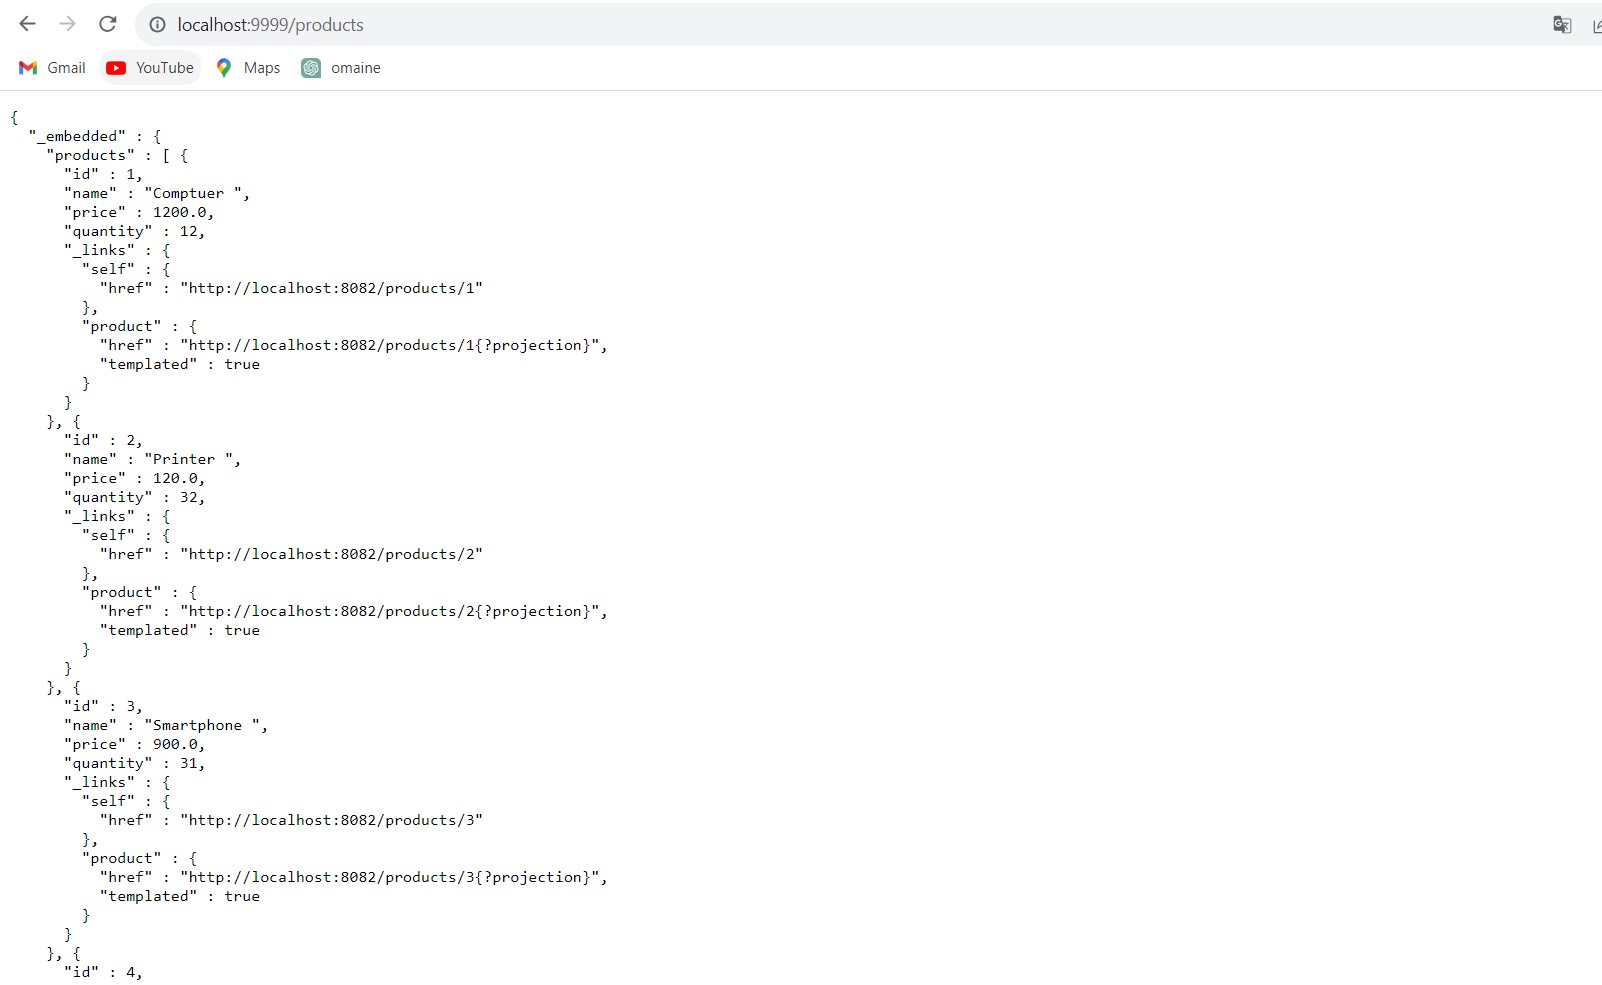 localhost:9999/products
Gmail YouTube Maps omaine
{
  "_embedded" : {
    "products" : [ {
      "id" : 1,
      "name" : "Comptuer ",
      "price" : 1200.0,
      "quantity" : 12,
      "_links" : {
        "self" : {
          "href" : "http://localhost:8082/products/1"
        },
        "product" : {
          "href" : "http://localhost:8082/products/1{?projection}",
          "templated" : true
        }
      }
    }, {
      "id" : 2,
      "name" : "Printer ",
      "price" : 120.0,
      "quantity" : 32,
      "_links" : {
        "self" : {
          "href" : "http://localhost:8082/products/2"
        },
        "product" : {
          "href" : "http://localhost:8082/products/2{?projection}",
          "templated" : true
        }
      }
    }, {
      "id" : 3,
      "name" : "Smartphone ",
      "price" : 900.0,
      "quantity" : 31,
      "_links" : {
        "self" : {
          "href" : "http://localhost:8082/products/3"
        },
        "product" : {
          "href" : "http://localhost:8082/products/3{?projection}",
          "templated" : true
        }
      }
    }, {
      "id" : 4,